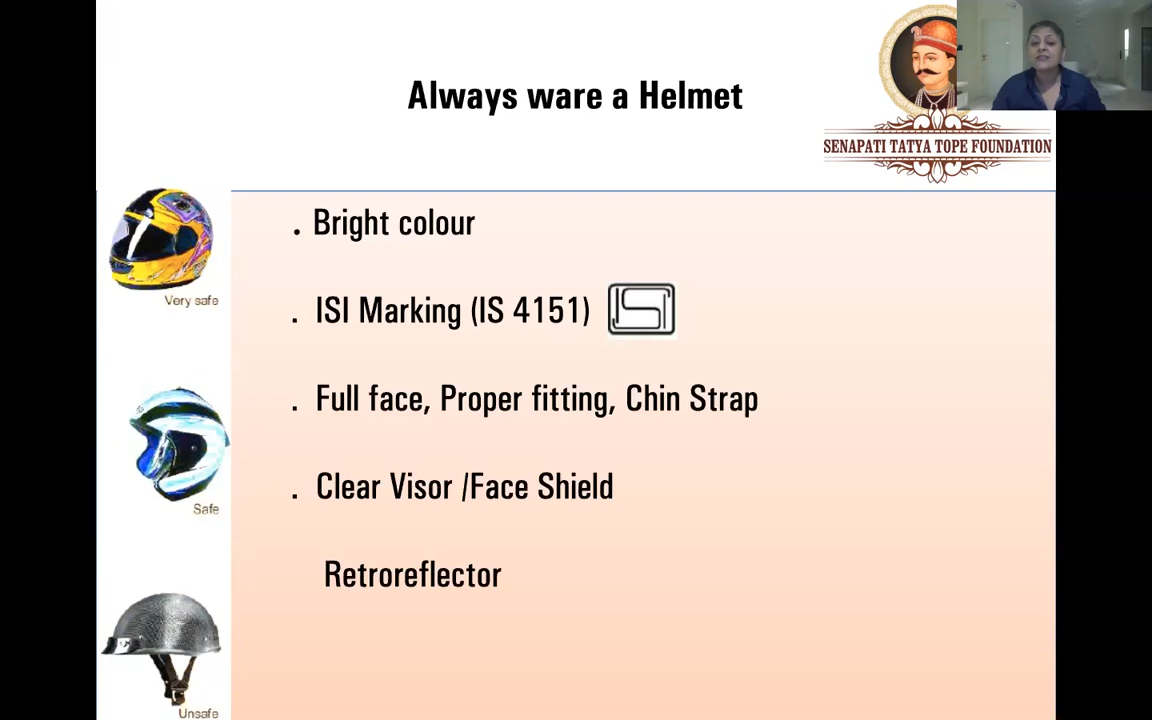 Always ware a Helmet
SENAPATI TATYA TOPE FOUNDATION
. Bright colour
Very safe
. ISI Marking (IS 4151) ISI
. Full face, Proper fitting, Chin Strap
. Clear Visor /Face Shield
Safe
Retroreflector
Unsafe